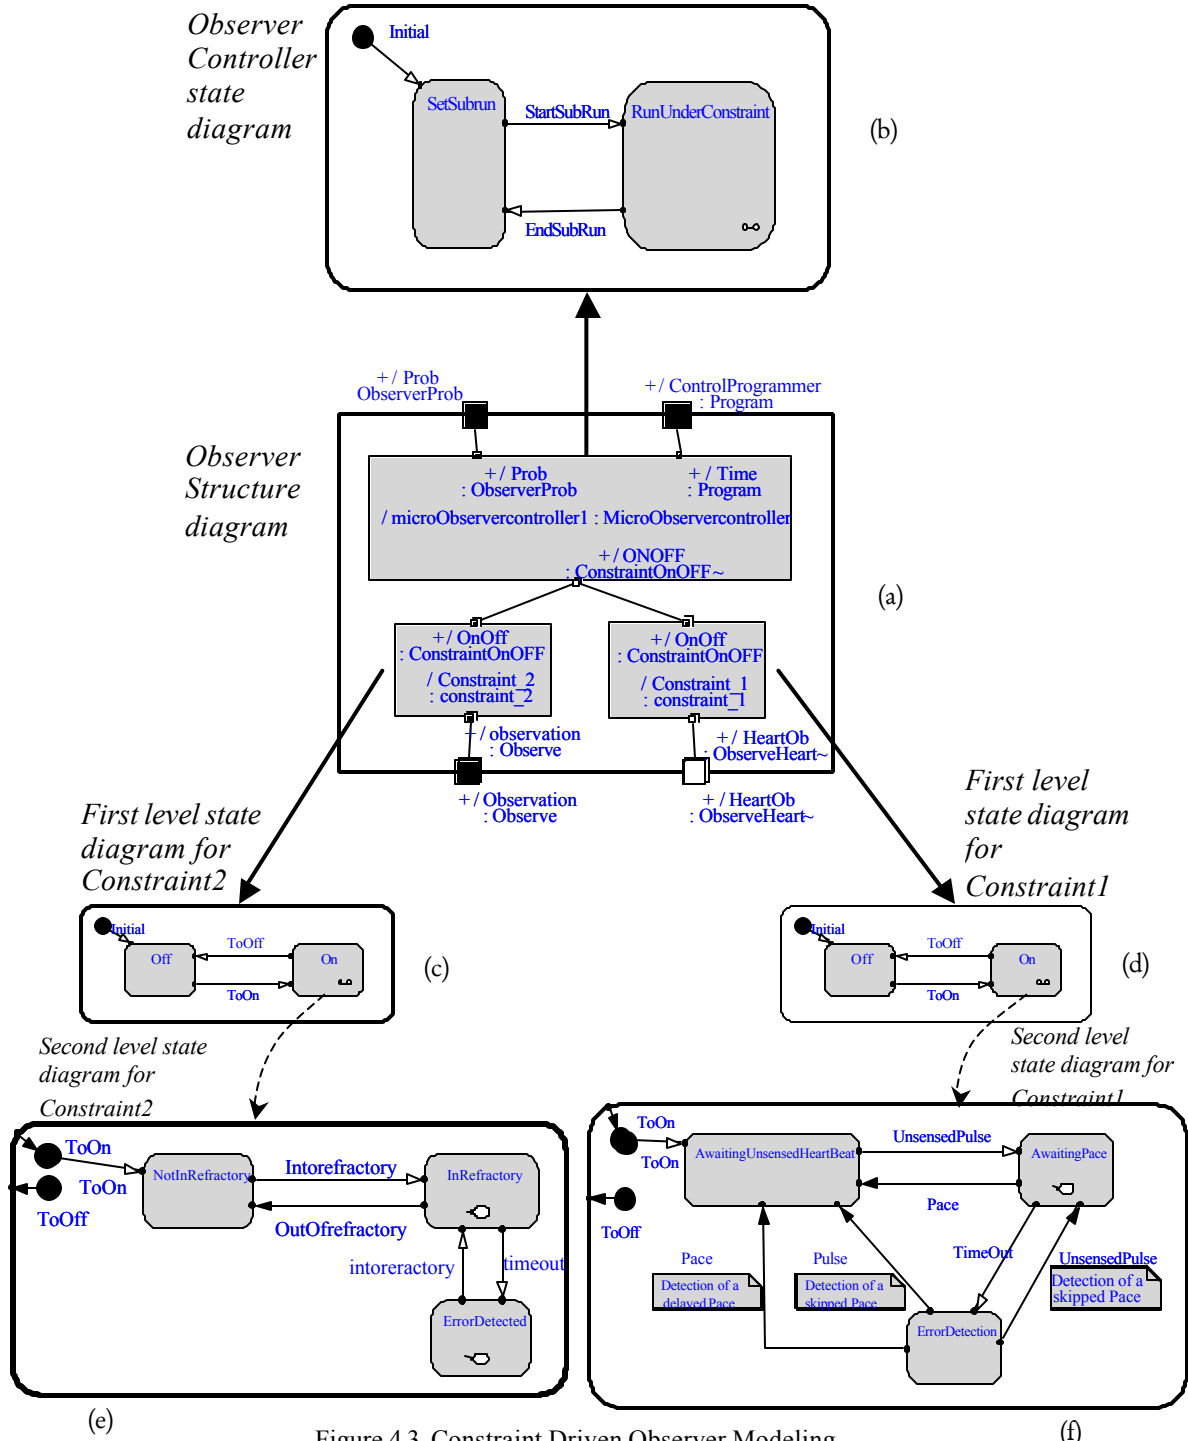 Observer
Controller
state
diagram
Initial
SetSubrun
StartSubRun
RunUnderConstraint
EndSubRun
(b)
+ / Prob
ObserverProb
+ / ControlProgrammer
: Program
Observer
Structure
diagram
+ / Prob
: ObserverProb
+ / Time
: Program
/ microObservercontroller1 : MicroObservercontroller
+ / ONOFF
: ConstraintOnOFF~
(a)
+ / OnOff
: ConstraintOnOFF
/ Constraint_2
: constraint_2
+ / OnOff
: ConstraintOnOFF
/ Constraint_1
: constraint_1
+ / observation
: Observe
+ / HeartOb
: ObserveHeart~
+ / Observation
: Observe
+ / HeartOb
: ObserveHeart~
First level state
diagram for
Constraint2
First level
state diagram
for
Constraint1
Initial
Off
ToOff
On
ToOn
(c)
Initial
Off
ToOff
On
ToOn
(d)
Second level state
diagram for
Constraint2
Second level
state diagram for
Constraint1
ToOn
ToOn
ToOff
NotInRefractory
Intorefractory
InRefractory
OutOfrefractory
intoreractory
timeout
ErrorDetected
(e)
ToOn
ToOn
ToOff
AwaitingUnsensedHeartBeat
UnsensedPulse
AwaitingPace
Pace
TimeOut
UnsensedPulse
Pace
Pulse
Detection of a
delayed Pace
Detection of a
skipped Pace
Detection of a
skipped Pace
ErrorDetection
(f)
Figure 4.3 Constraint Driven Observer Modeling